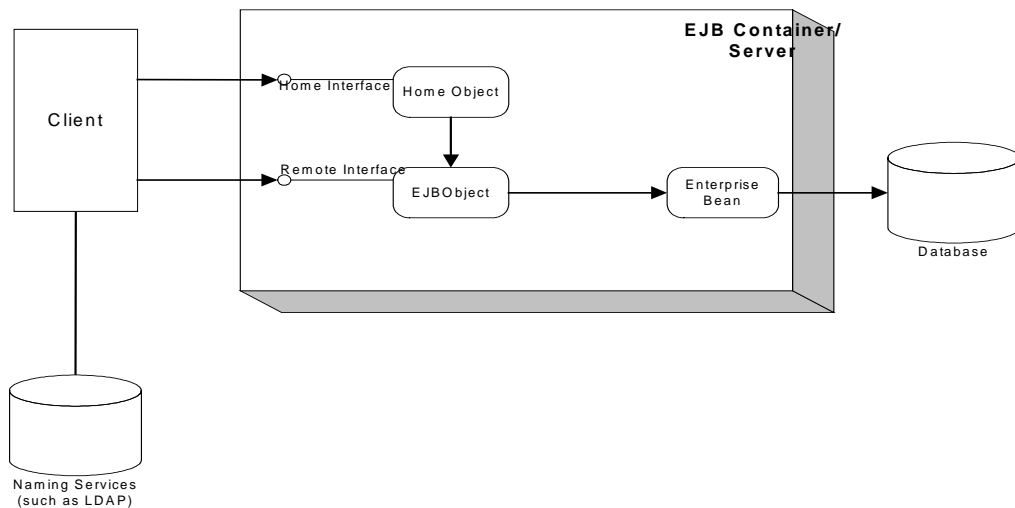 EJB Container/
Server
Home Interface
Home Object
Client
Remote Interface
EJBObject
Enterprise
Bean
Database
Naming Services
(such as LDAP)